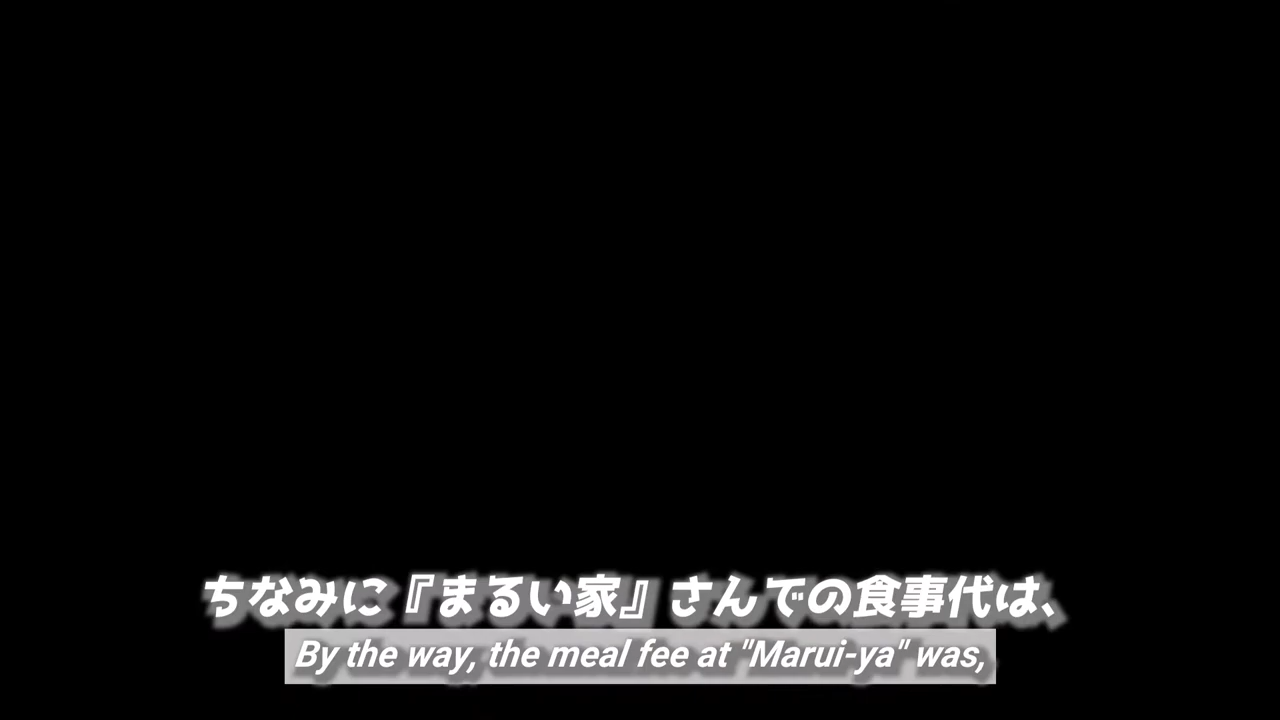 ちなみに『まるい家』さんでの食事代は、
By the way, the meal fee at "Marui-ya" was,